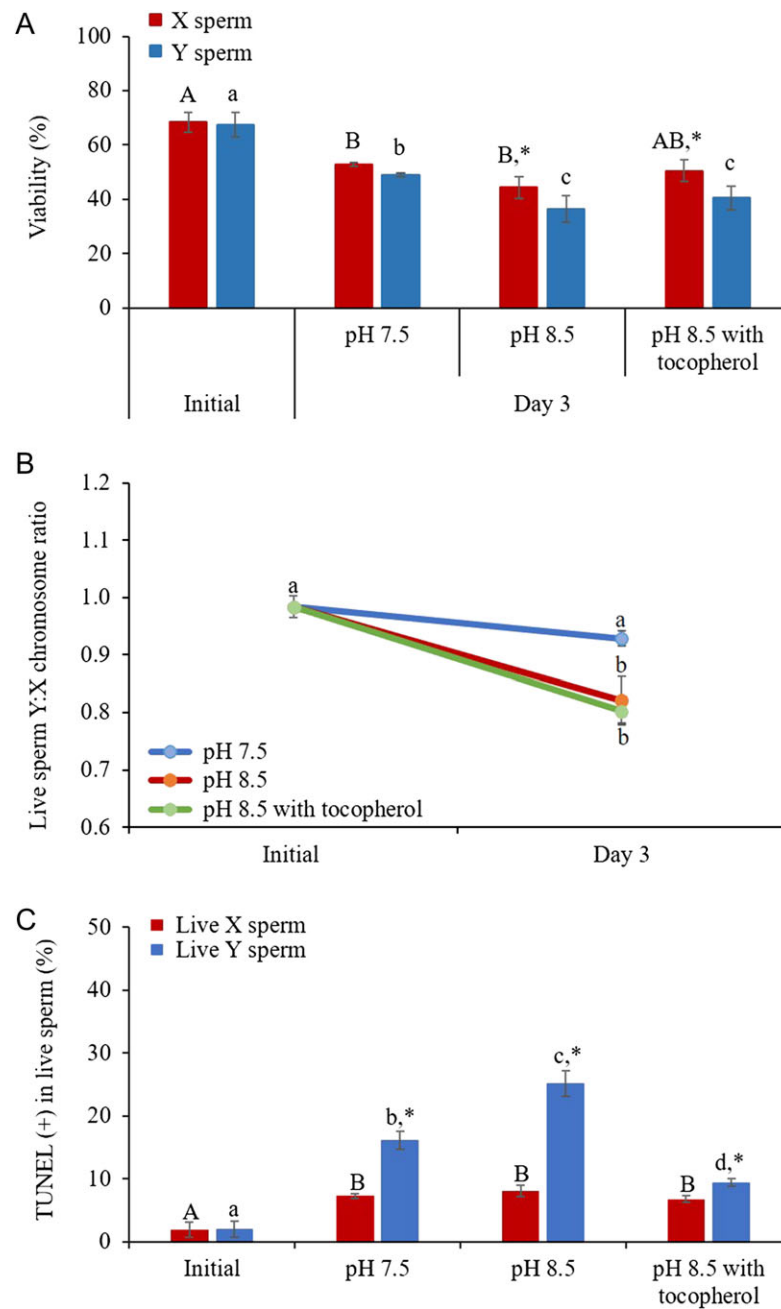 A
X sperm
Y sperm
Viability (%)
100
80
60
40
20
0
A
a
B
b
B,*
c
AB,*
c
pH 7.5
pH 8.5
pH 8.5 with
tocopherol
Initial
Day 3
B
Live sperm Y:X chromosome ratio
1.2
1.1
1.0
0.9
0.8
0.7
0.6
a
a
b
b
pH 7.5
pH 8.5
pH 8.5 with tocopherol
Initial
Day 3
C
Live X sperm
Live Y sperm
TUNEL (+) in live sperm (%)
50
40
30
20
10
0
A
a
B
b,*
B
c,*
B
d,*
Initial
pH 7.5
pH 8.5
pH 8.5 with
tocopherol